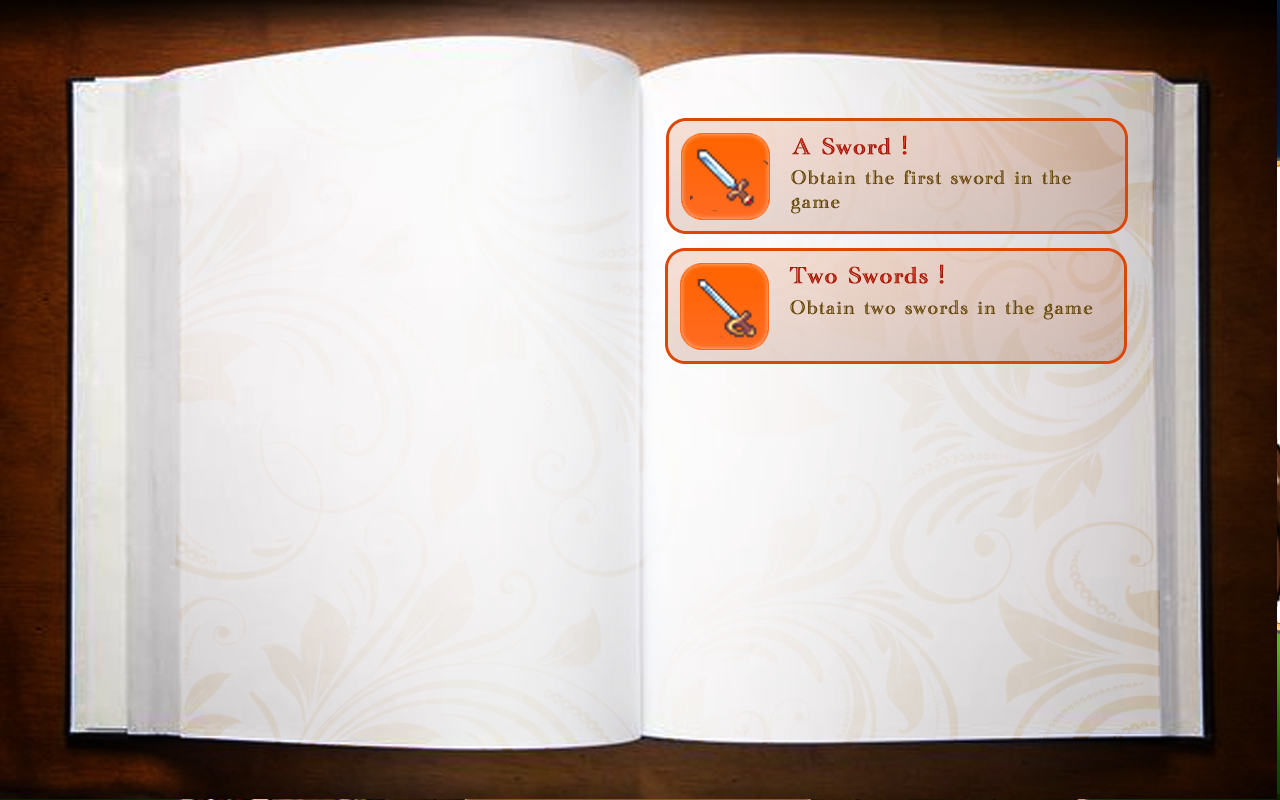 A Sword !
Obtain the first sword in the
game
Two Swords !
Obtain two swords in the game